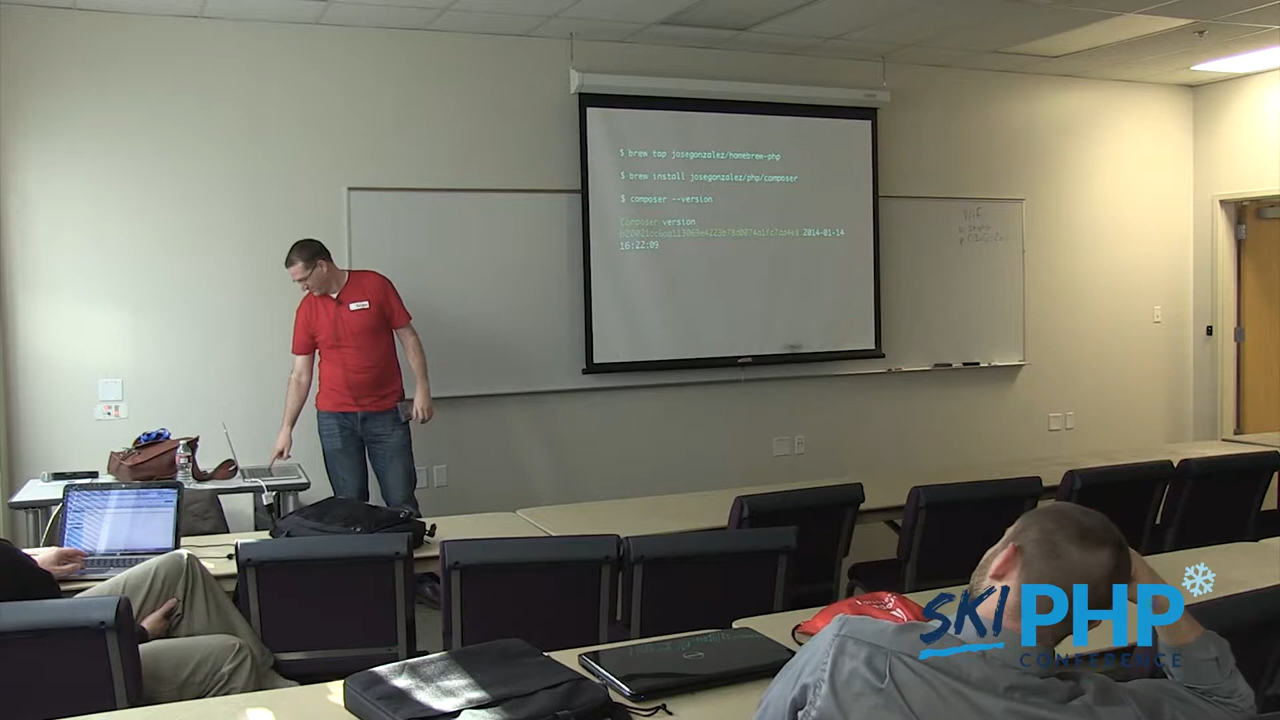 $ brew tap josegonzalez/homebrew-php
$ brew install josegonzalez/php/composer
$ composer --version
Composer version
2014-01-14
16:22:09
SKI PHP
CONFERENCE